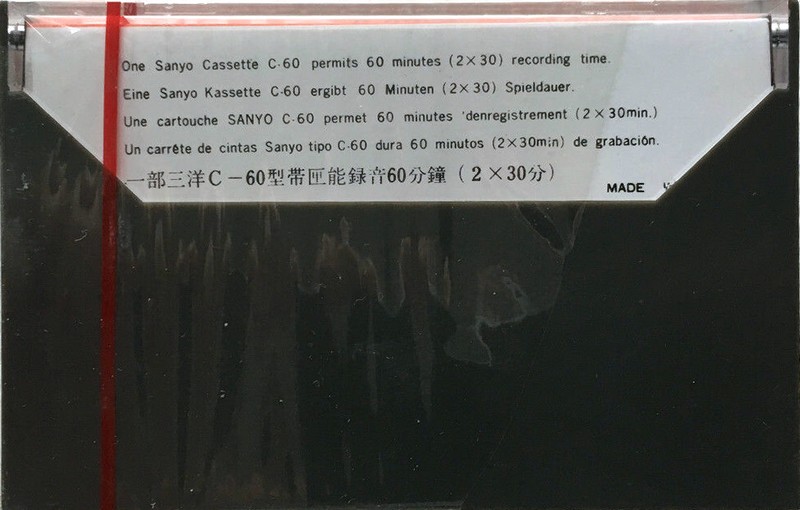 One Sanyo Cassette C-60 permits 60 minutes (2×30) recording time.
Eine Sanyo Kassette C-60 ergibt 60 Minuten (2×30) Spieldauer.
Une cartouche SANYO C-60 permet 60 minutes 'denregistrement (2×30min.)
Un carrête de cintas Sanyo tipo C-60 dura 60 minutos (2×30min) de grabación.
一部三洋C－60型帯匣能録音60分鐘（2×30分）
MADE